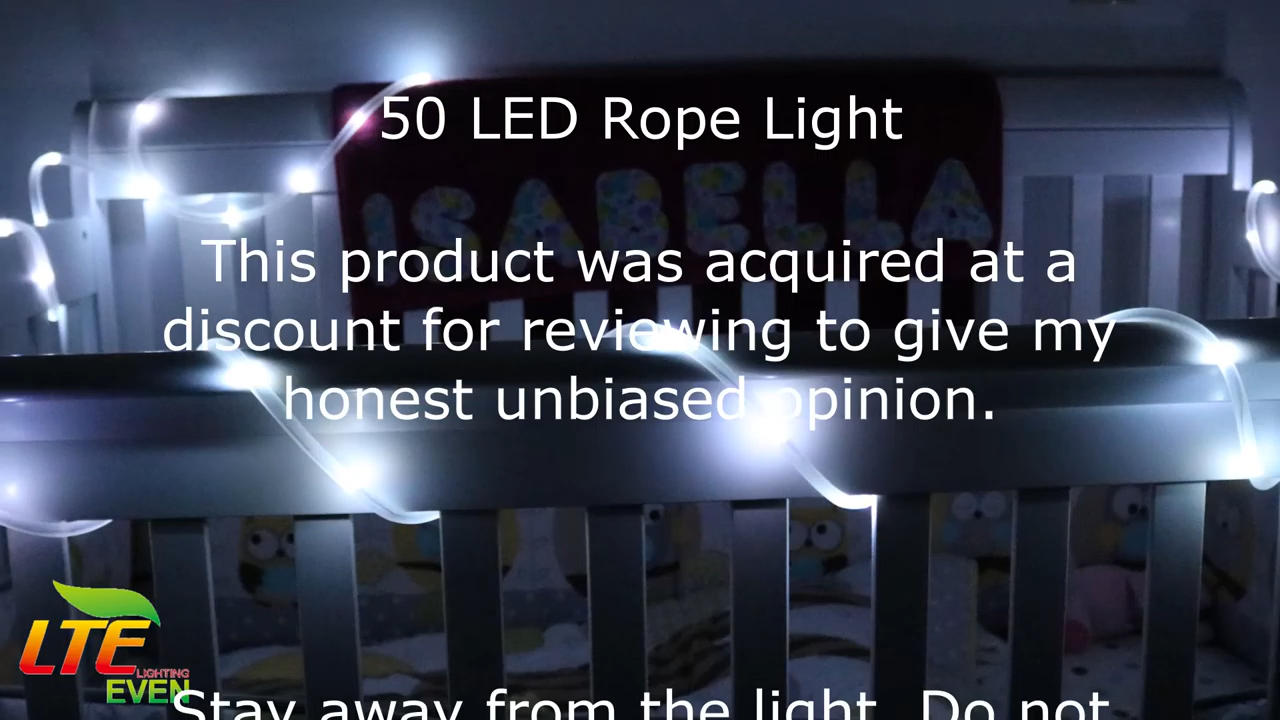 50 LED Rope Light
ISABELLA
This product was acquired at a
discount for reviewing to give my
honest unbiased opinion.
LTE
LIGHTING
EVEN
Stay away from the light. Do not